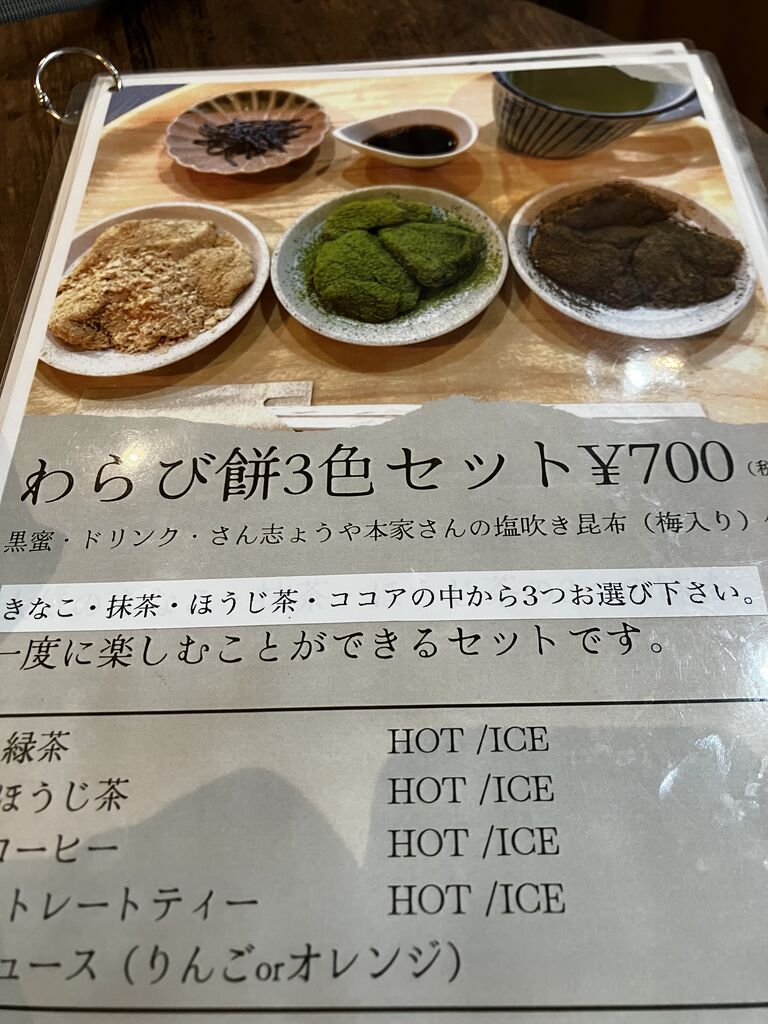 わらび餅3色セット¥700（税
黒蜜・ドリンク・さん志ょうや本家さんの塩吹き昆布（梅入り）
きなこ・抹茶・ほうじ茶・ココアの中から3つお選び下さい。
一度に楽しむことができるセットです。
緑茶 HOT /ICE
ほうじ茶 HOT /ICE
コーヒー HOT /ICE
トレートティー HOT /ICE
ュース（りんごorオレンジ）